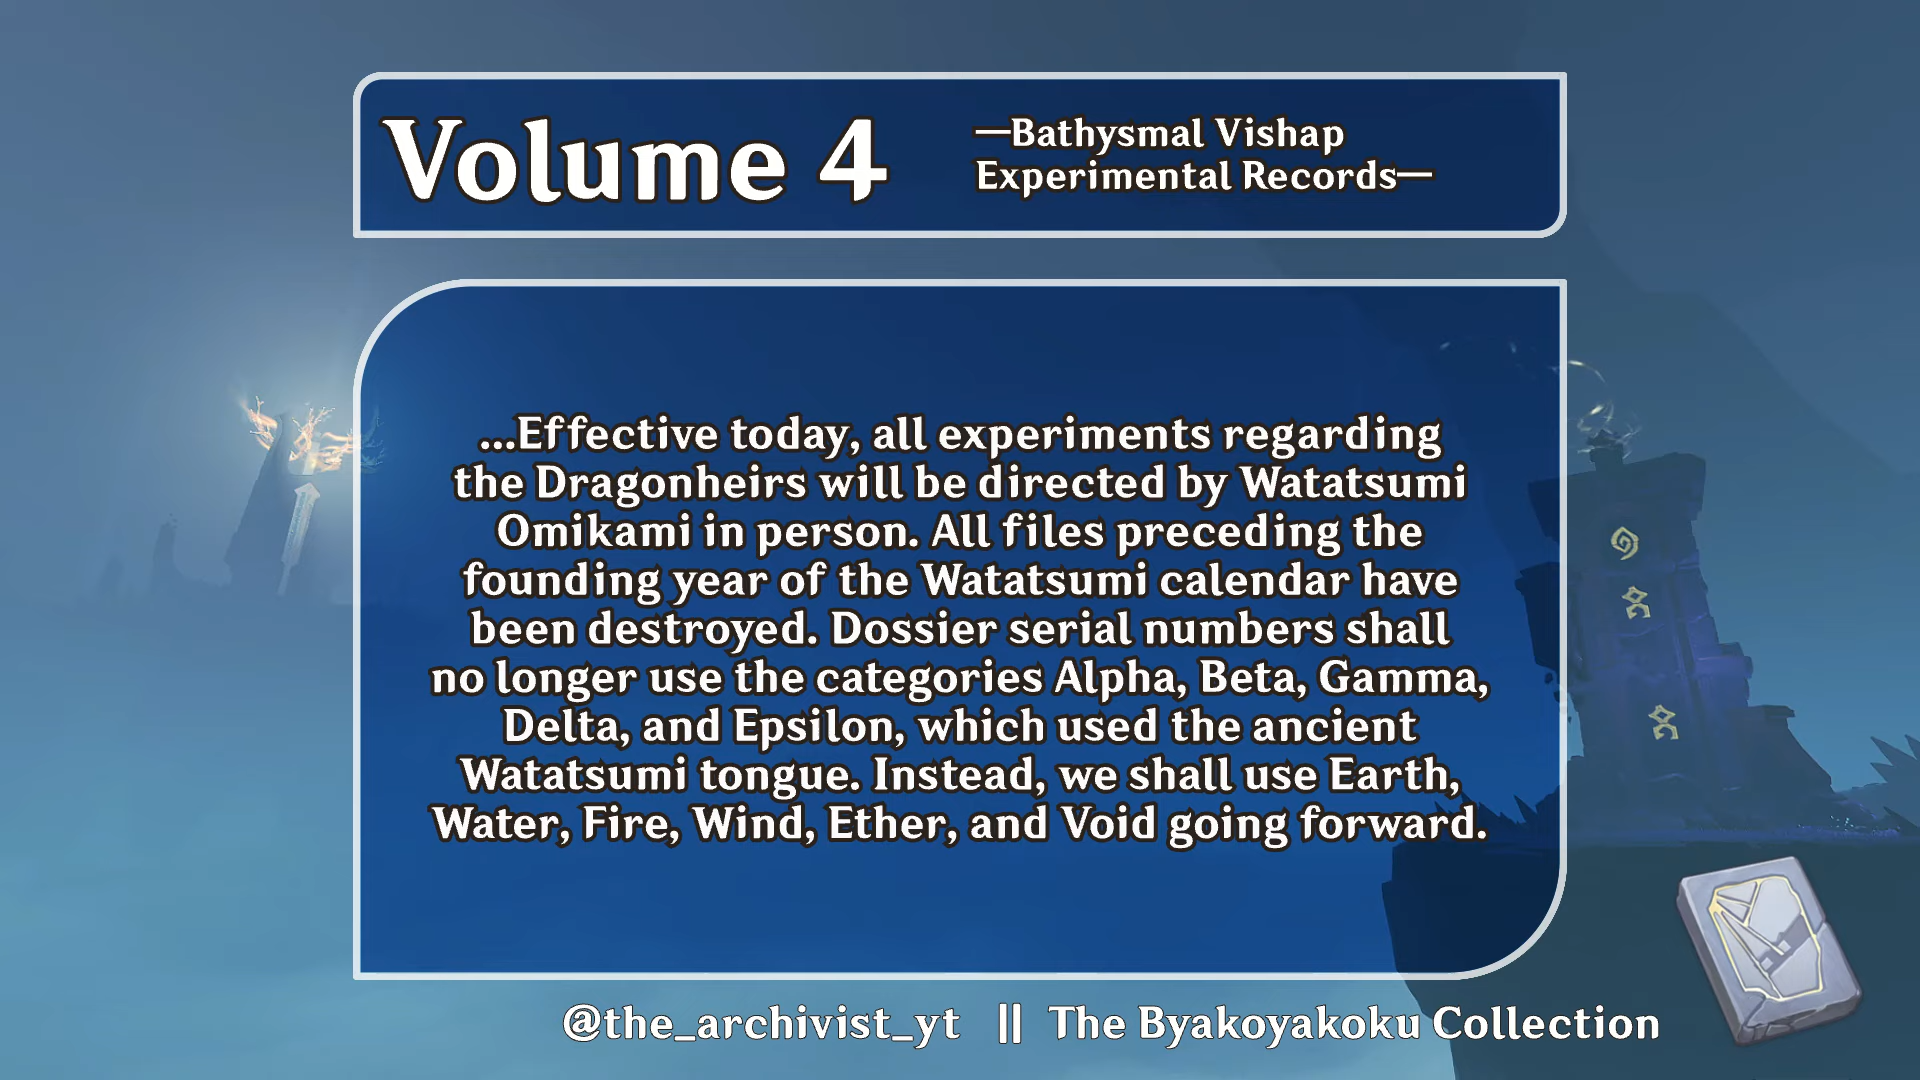 Volume 4
—Bathysmal Vishap
Experimental Records—
...Effective today, all experiments regarding
the Dragonheirs will be directed by Watatsumi
Omikami in person. All files preceding the
founding year of the Watatsumi calendar have
been destroyed. Dossier serial numbers shall
no longer use the categories Alpha, Beta, Gamma,
Delta, and Epsilon, which used the ancient
Watatsumi tongue. Instead, we shall use Earth,
Water, Fire, Wind, Ether, and Void going forward.
@the_archivist_yt || The Byakoyakoku Collection